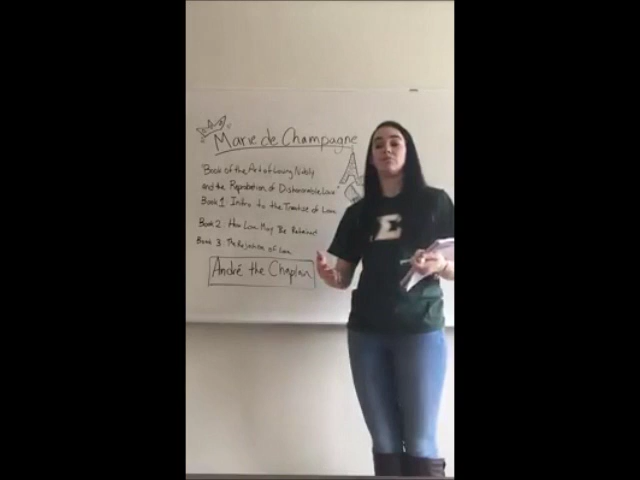 Marie de Champagne
"Book of the Art of Loving Nobly
and the Reprobation of Dishonorable Love"
Book 1: Intro to the Treatise of Love
Book 2: How Love May Be Retained
Book 3: The Rejection of Love
André the Chaplain
E